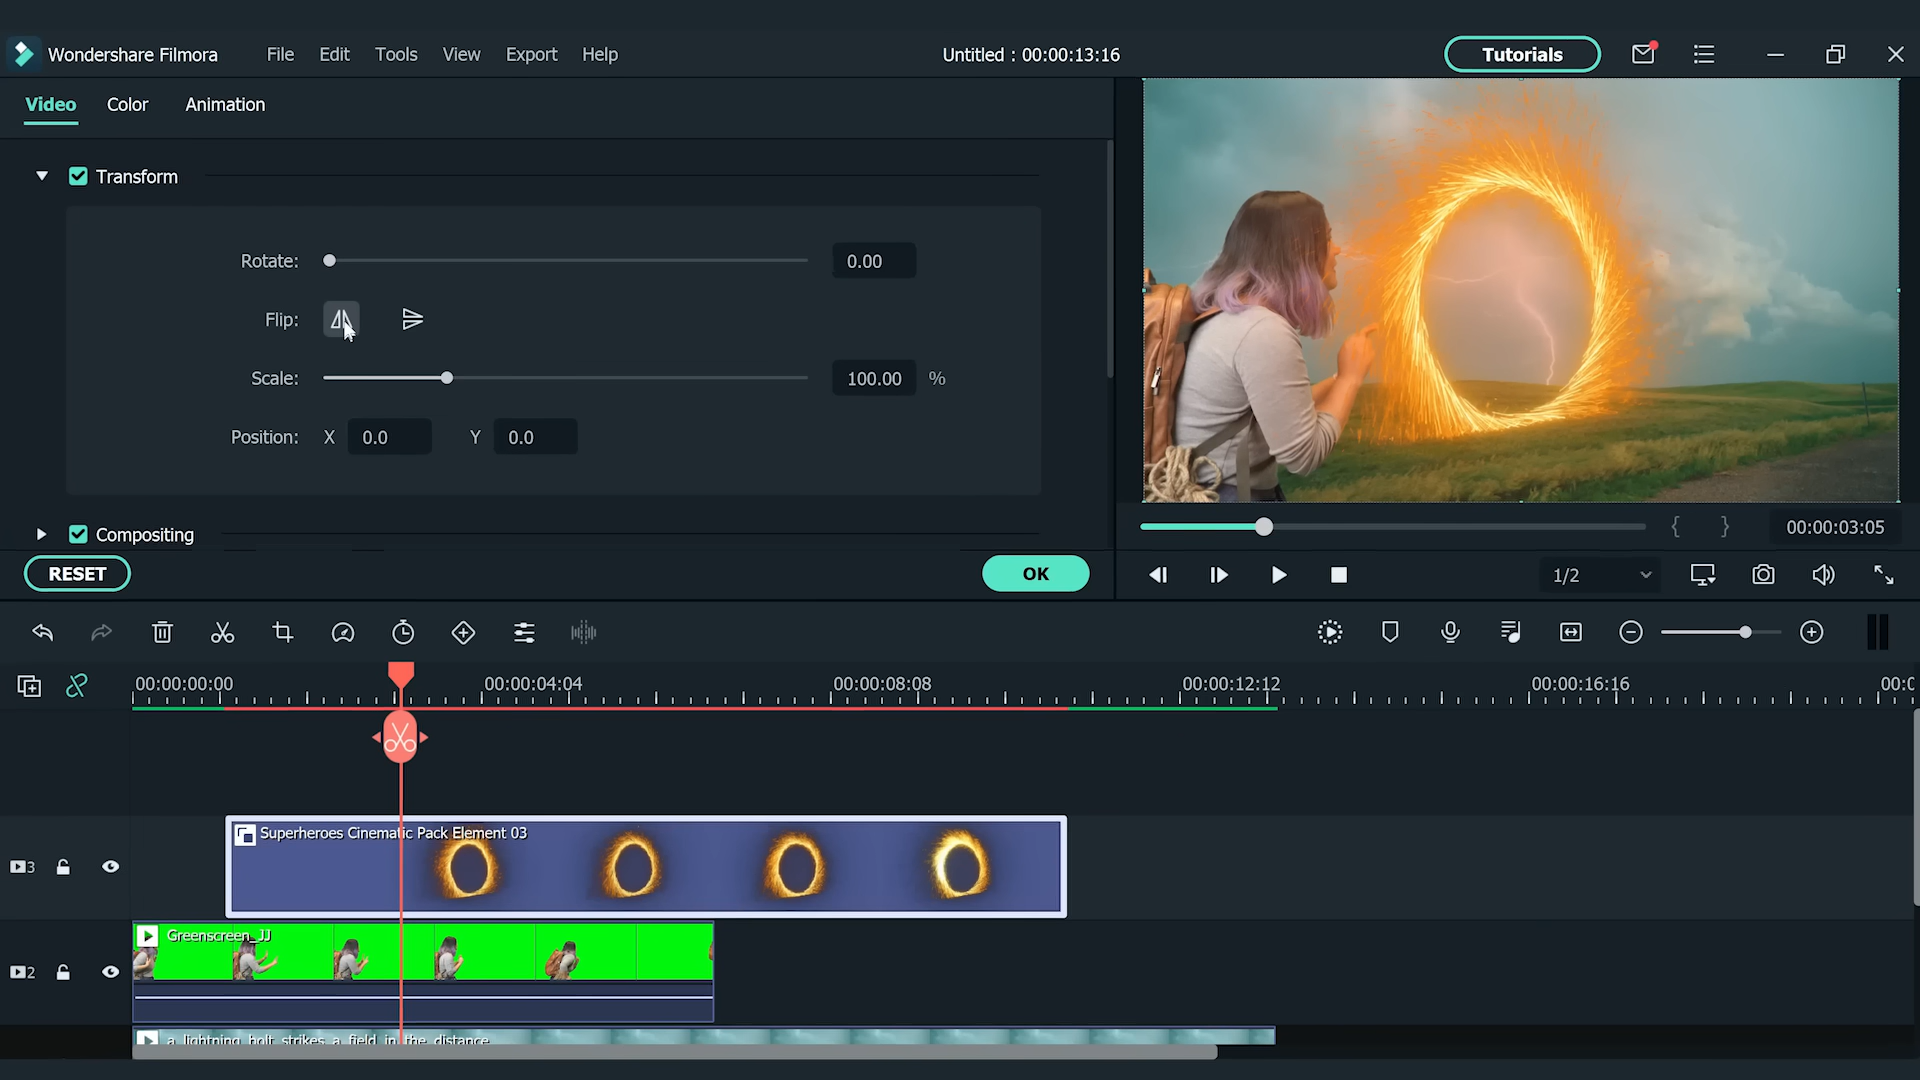 Wondershare Filmora
File
Edit
Tools
View
Export
Help
Untitled : 00:00:13:16
Tutorials
Video
Color
Animation
Transform
Rotate:
0.00
Flip:
Scale:
100.00
%
Position:
X
0.0
Y
0.0
Compositing
RESET
OK
{ }
00:00:03:05
1/2
00:00:00:00
00:00:04:04
00:00:08:08
00:00:12:12
00:00:16:16
00:0
3
Superheroes Cinematic Pack Element 03
2
Greenscreen_JJ
a lightning bolt strikes a field in the distance